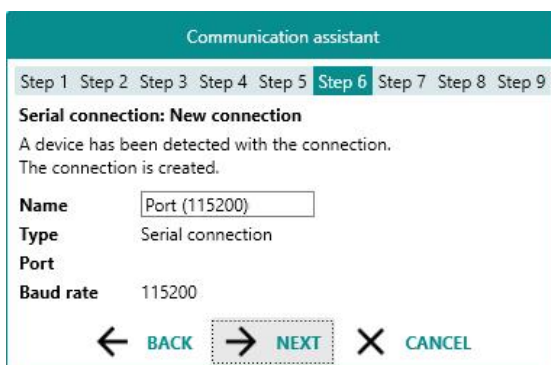 Communication assistant
Step 1 Step 2 Step 3 Step 4 Step 5 Step 6 Step 7 Step 8 Step 9
Serial connection: New connection
A device has been detected with the connection.
The connection is created.
Name Port (115200)
Type Serial connection
Port
Baud rate 115200
BACK NEXT CANCEL